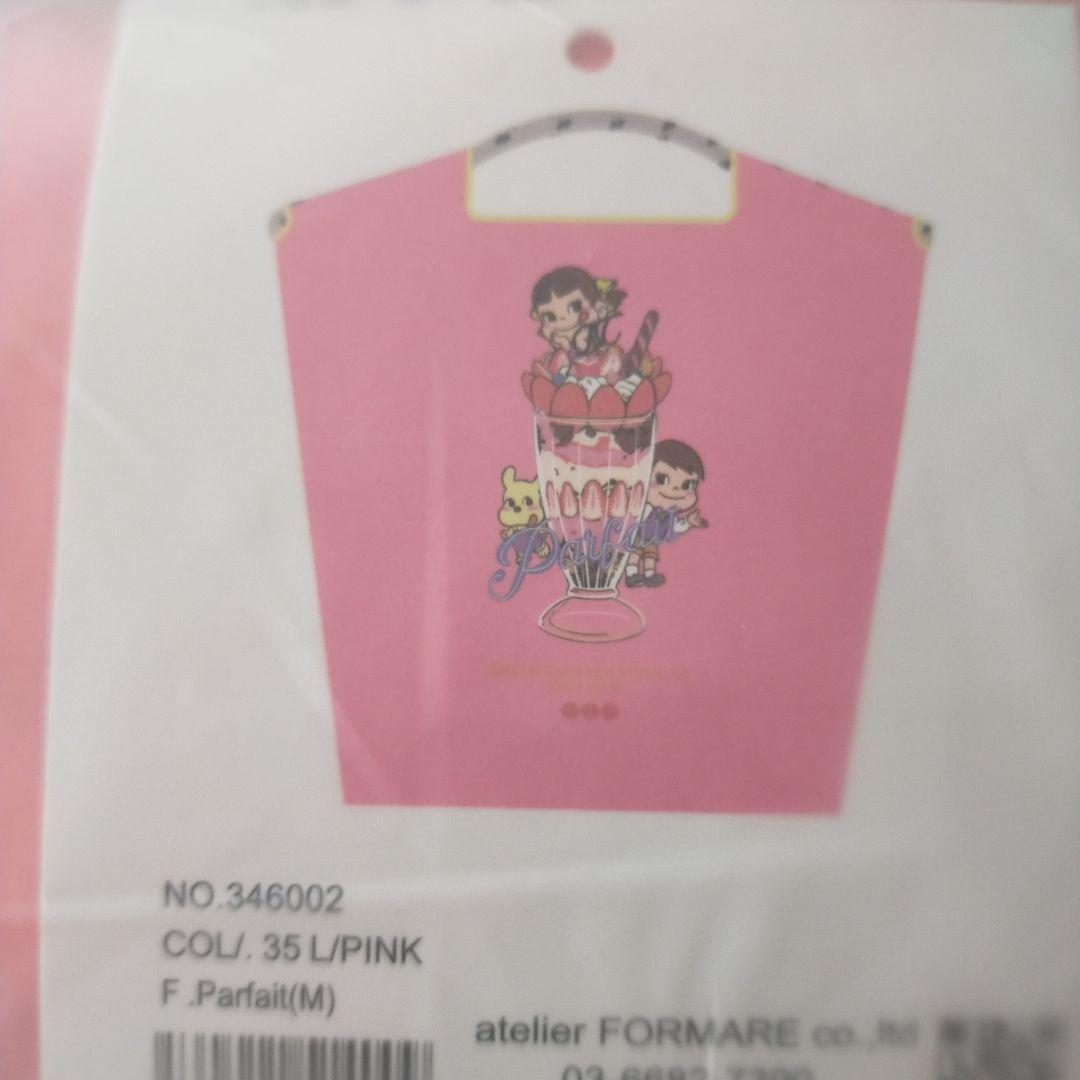 Parfait
NO.346002
COL/. 35 L/PINK
F .Parfait(M)
atelier FORMARE co.,ltd